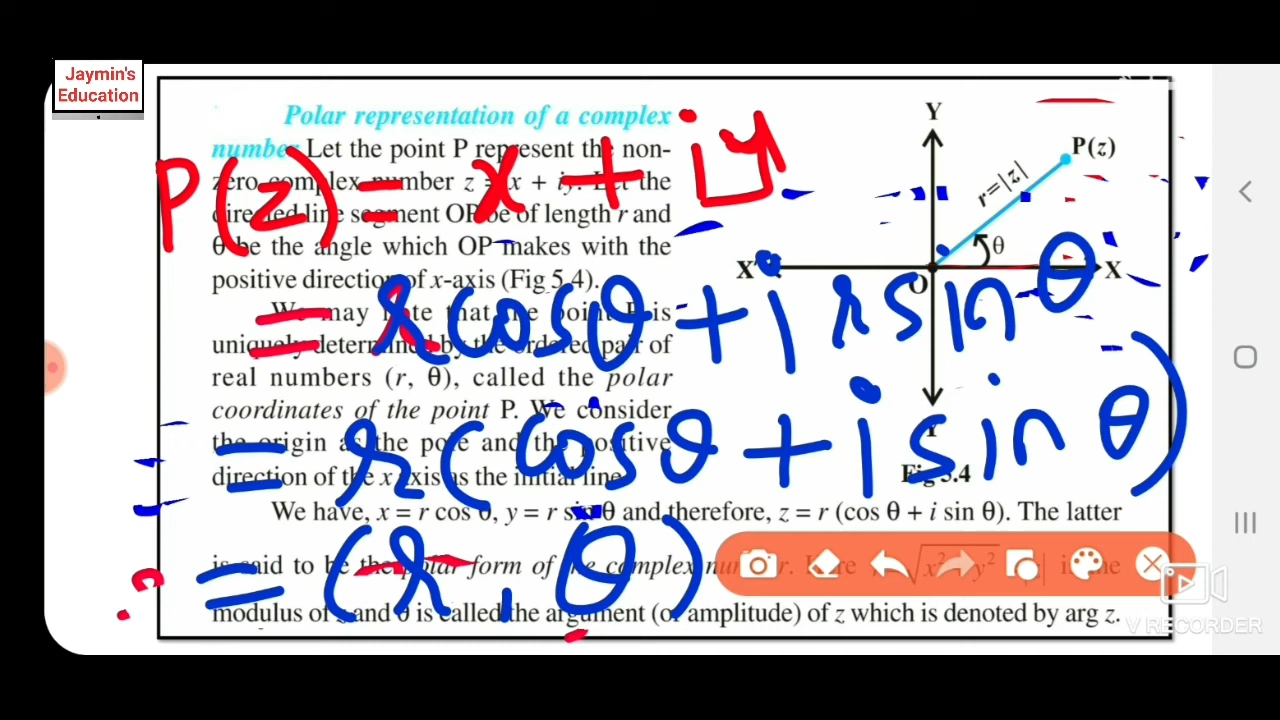 Jaymin's
Education
Polar representation of a complex
number Let the point P represent the non-
zero complex number z = x + iy. Let the
directed line segment OP be of length r and
θ be the angle which OP makes with the
positive direction of x-axis (Fig 5.4).
We may note that the point P is
uniquely determined by the ordered pair of
real numbers (r, θ), called the polar
coordinates of the point P. We consider
the origin as the pole and the positive
direction of the x axis as the initial line.
We have, x = r cos θ, y = r sin θ and therefore, z = r (cos θ + i sin θ). The latter
is said to be the polar form of the complex number. Here
is the
modulus of z and θ is called the argument (or amplitude) of z which is denoted by arg z.
Y
P(z)
r=|z|
θ
X'
O
X
Y
Fig 5.4
P(z) = x + iy
= r cosθ + i r sin θ
= r (cosθ + i sin θ)
= (r, θ)
V RECORDER